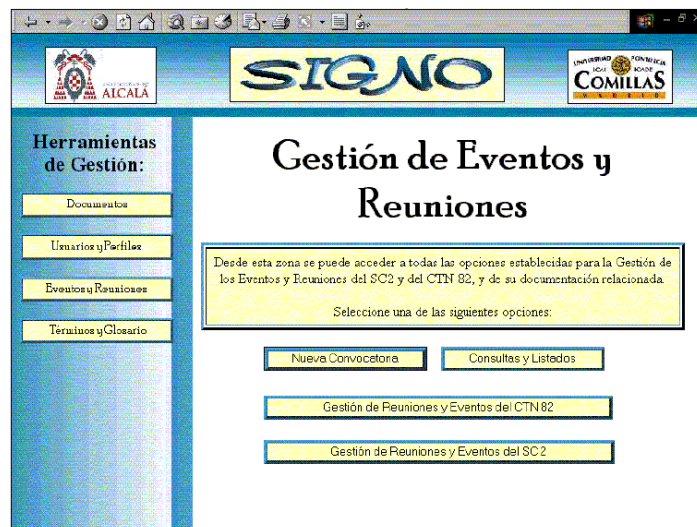 ALCALÁ
SIGNO
UNIVERSIDAD PONTIFICIA
ICAI ICADE
COMILLAS
M A D R I D
Herramientas
de Gestión:
Documentos
Usuarios y Perfiles
Eventos y Reuniones
Términos y Glosario
Gestión de Eventos y
Reuniones
Desde esta zona se puede acceder a todas las opciones establecidas para la Gestión de
los Eventos y Reuniones del SC2 y del CTN 82, y de su documentación relacionada.
Seleccione una de las siguientes opciones:
Nueva Convocatoria
Consultas y Listados
Gestión de Reuniones y Eventos del CTN 82
Gestión de Reuniones y Eventos del SC2